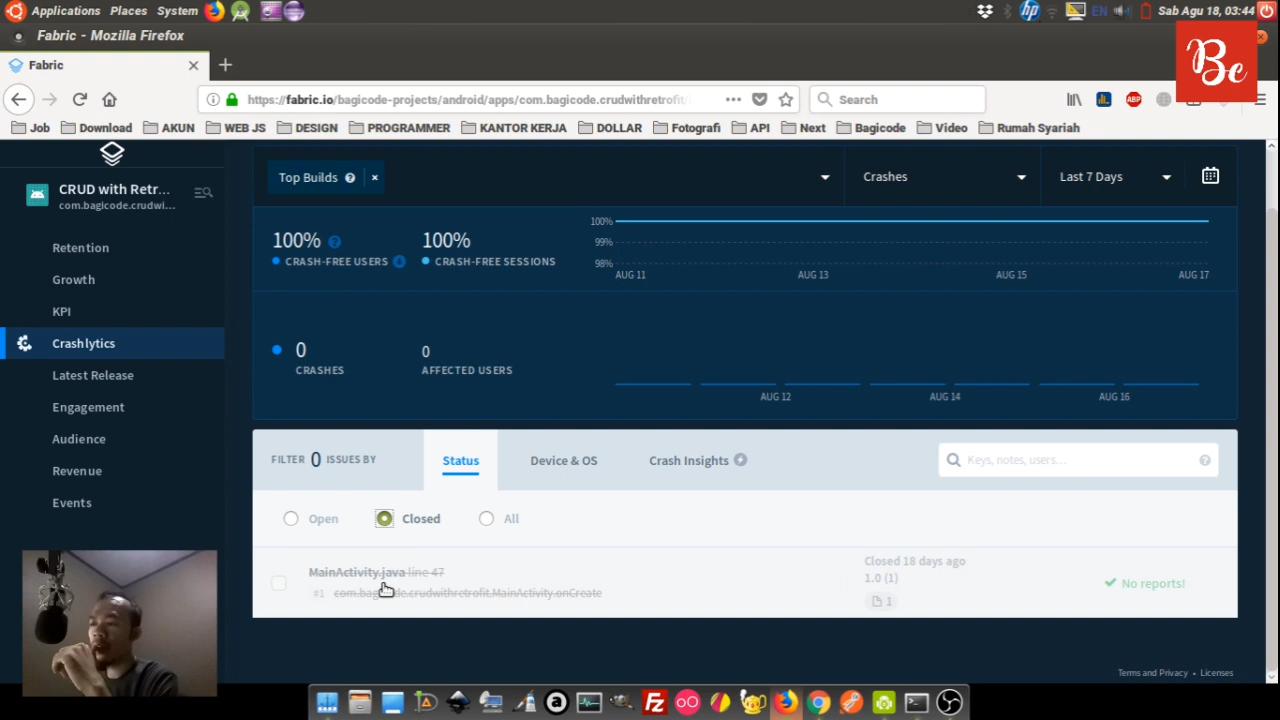 Applications Places System
EN Sab Agu 18, 03:44
Fabric - Mozilla Firefox
Be
Fabric
https://fabric.io/bagicode-projects/android/apps/com.bagicode.crudwithretrofit/
Search
ABP
Job Download AKUN WEB JS DESIGN PROGRAMMER KANTOR KERJA DOLLAR Fotografi API Next Bagicode Video Rumah Syariah
CRUD with Retr...
com.bagicode.crudwi...
Retention
Growth
KPI
Crashlytics
Latest Release
Engagement
Audience
Revenue
Events
Top Builds ? ×
Crashes
Last 7 Days
100% ?
CRASH-FREE USERS
100%
CRASH-FREE SESSIONS
100%
99%
98%
AUG 11 AUG 13 AUG 15 AUG 17
0
CRASHES
0
AFFECTED USERS
AUG 12 AUG 14 AUG 16
FILTER 0 ISSUES BY
Status Device & OS Crash Insights
Keys, notes, users... ?
Open Closed All
MainActivity.java line 47
#1 com.bagicode.crudwithretrofit.MainActivity.onCreate
Closed 18 days ago
1.0 (1)
1
No reports!
Terms and Privacy • Licenses